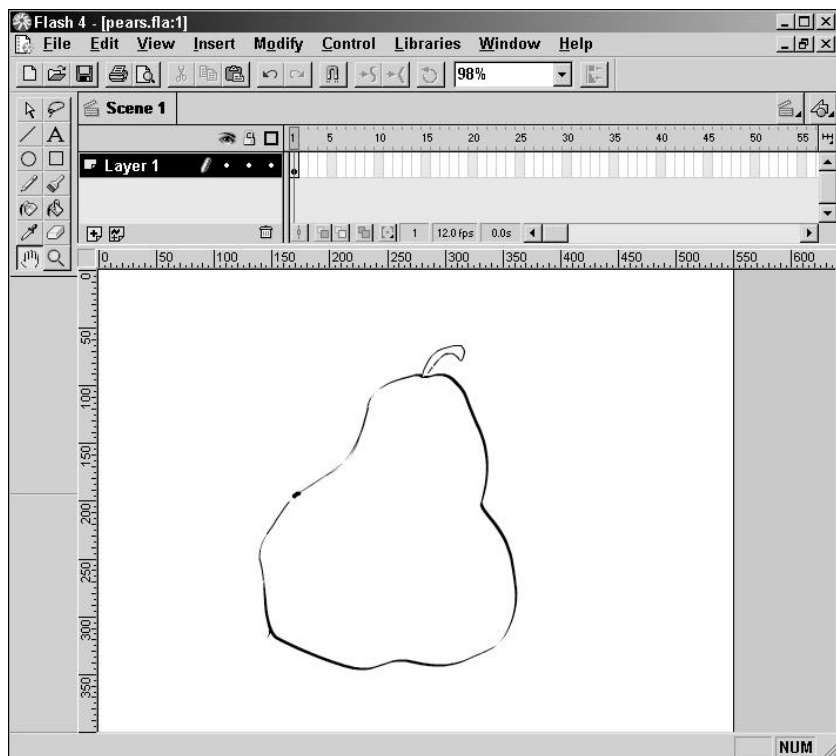 Flash 4 - [pears.fla:1]
File Edit View Insert Modify Control Libraries Window Help
98%
Scene 1
1 5 10 15 20 25 30 35 40 45 50 55
Layer 1
1 12.0 fps 0.0s
0 50 100 150 200 250 300 350 400 450 500 550 600
0
50
100
150
200
250
300
350
NUM